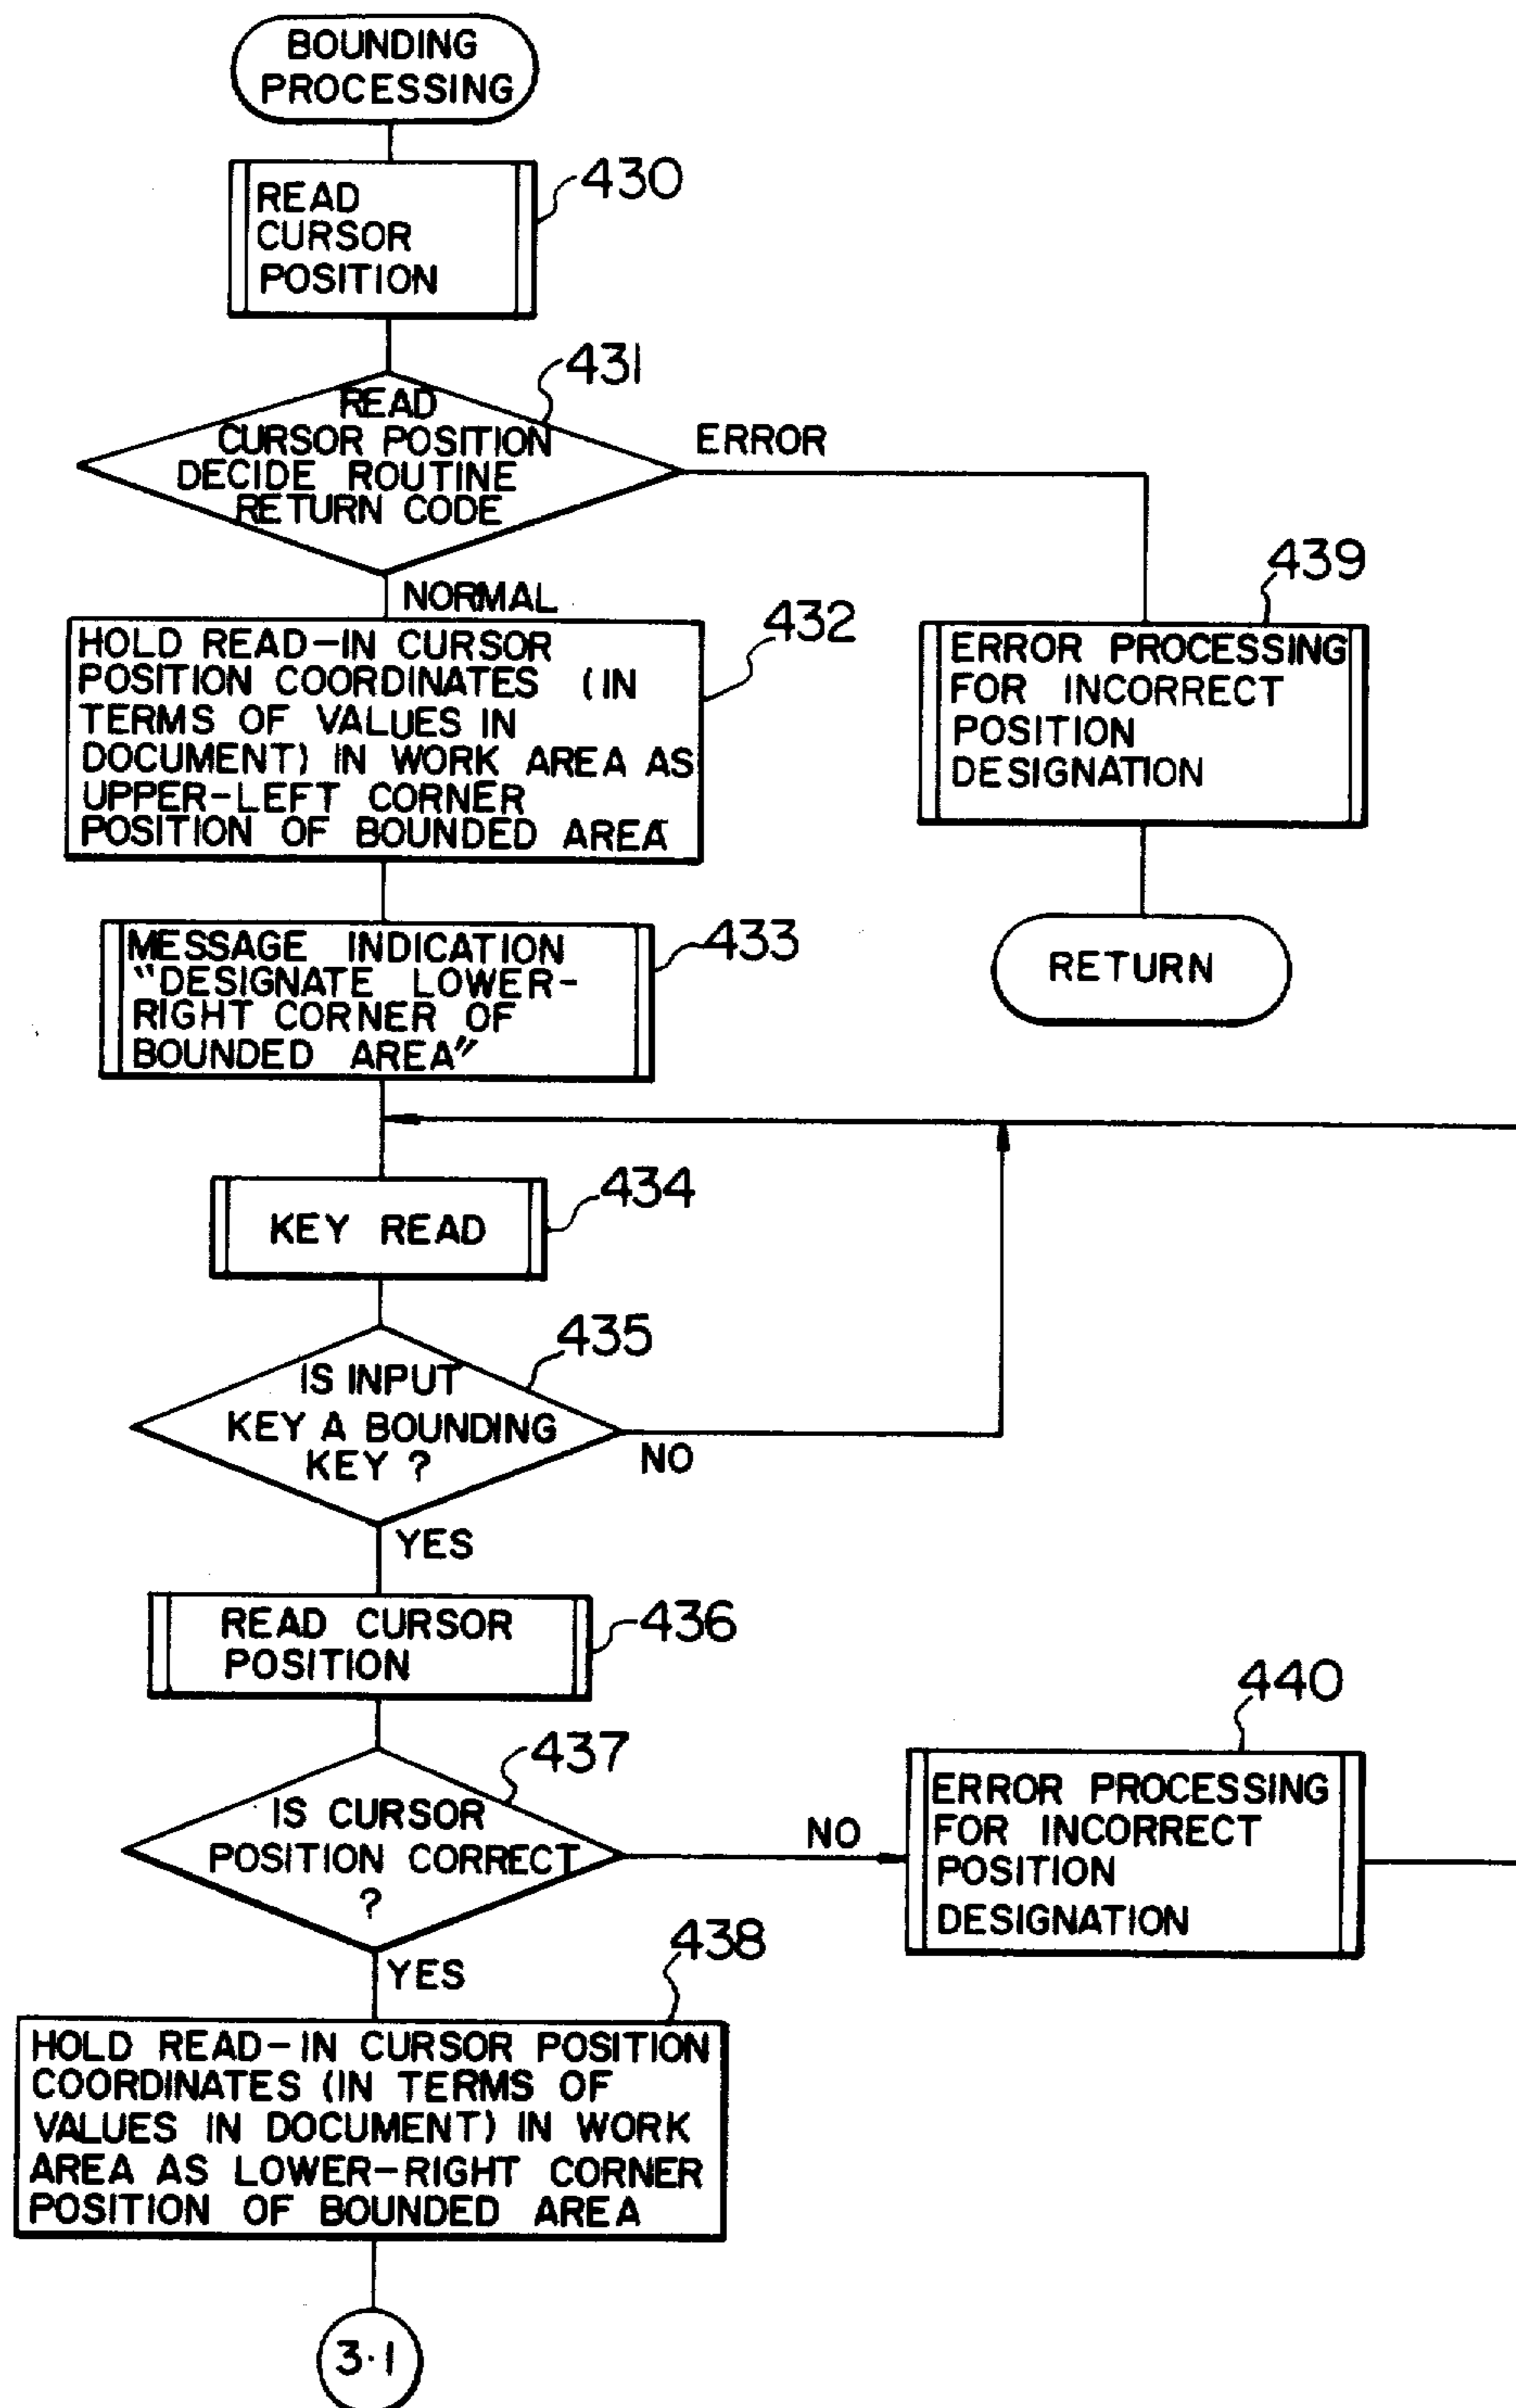 BOUNDING
PROCESSING
430
READ
CURSOR
POSITION
431
READ
CURSOR POSITION
DECIDE ROUTINE
RETURN CODE
ERROR
NORMAL
432
HOLD READ-IN CURSOR
POSITION COORDINATES (IN
TERMS OF VALUES IN
DOCUMENT) IN WORK AREA AS
UPPER-LEFT CORNER
POSITION OF BOUNDED AREA
439
ERROR PROCESSING
FOR INCORRECT
POSITION
DESIGNATION
433
MESSAGE INDICATION
"DESIGNATE LOWER-
RIGHT CORNER OF
BOUNDED AREA"
RETURN
434
KEY READ
435
IS INPUT
KEY A BOUNDING
KEY ?
NO
YES
436
READ CURSOR
POSITION
437
IS CURSOR
POSITION CORRECT
?
NO
440
ERROR PROCESSING
FOR INCORRECT
POSITION
DESIGNATION
YES
438
HOLD READ-IN CURSOR POSITION
COORDINATES (IN TERMS OF
VALUES IN DOCUMENT) IN WORK
AREA AS LOWER-RIGHT CORNER
POSITION OF BOUNDED AREA
3·1